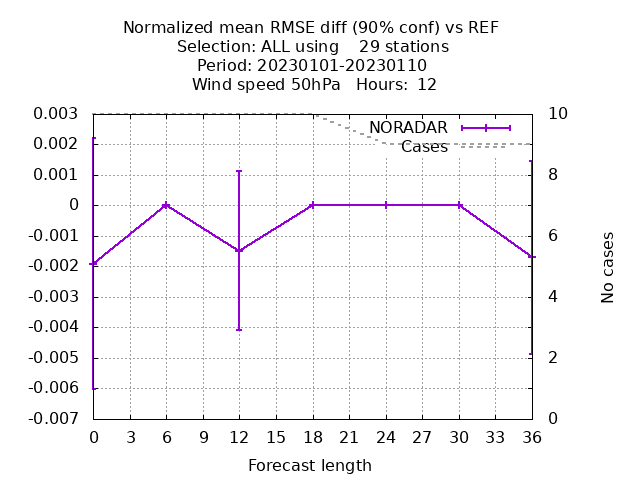 Normalized mean RMSE diff (90% conf) vs REF
Selection: ALL using    29 stations
Period: 20230101-20230110
Wind speed 50hPa   Hours:  12
NORADAR
Cases
0.003
0.002
0.001
0
-0.001
-0.002
-0.003
-0.004
-0.005
-0.006
-0.007
10
8
6
4
2
0
No cases
0 3 6 9 12 15 18 21 24 27 30 33 36
Forecast length